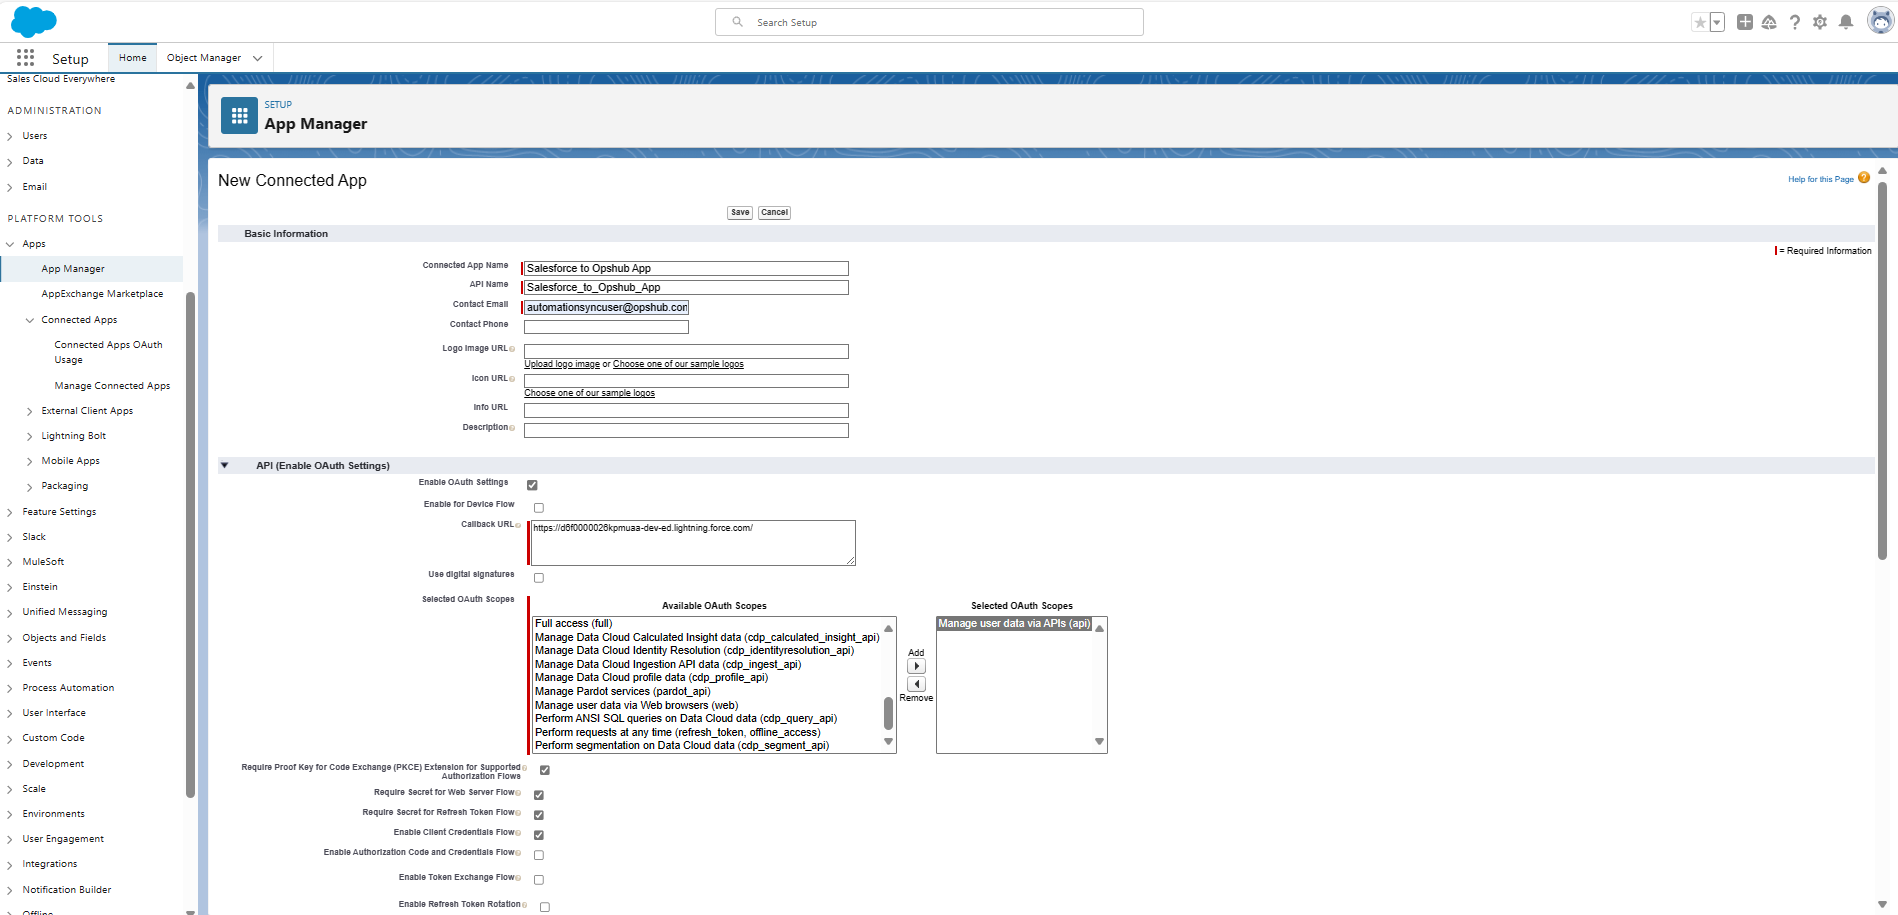 Search Setup
Setup
Home
Object Manager
Sales Cloud Everywhere
ADMINISTRATION
Users
Data
Email
PLATFORM TOOLS
Apps
App Manager
AppExchange Marketplace
Connected Apps
Connected Apps OAuth
Usage
Manage Connected Apps
External Client Apps
Lightning Bolt
Mobile Apps
Packaging
Feature Settings
Slack
MuleSoft
Einstein
Unified Messaging
Objects and Fields
Events
Process Automation
User Interface
Custom Code
Development
Scale
Environments
User Engagement
Integrations
Notification Builder
Offline
SETUP
App Manager
New Connected App
Help for this Page
Save Cancel
Basic Information
= Required Information
Connected App Name Salesforce to Opshub App
API Name Salesforce_to_Opshub_App
Contact Email automationsyncuser@opshub.com
Contact Phone
Logo Image URL
Upload logo image or Choose one of our sample logos
Icon URL
Choose one of our sample logos
Info URL
Description
API (Enable OAuth Settings)
Enable OAuth Settings
Enable for Device Flow
Callback URL https://d6f0000026kpmuaa-dev-ed.lightning.force.com/
Use digital signatures
Selected OAuth Scopes
Available OAuth Scopes
Full access (full)
Manage Data Cloud Calculated Insight data (cdp_calculated_insight_api)
Manage Data Cloud Identity Resolution (cdp_identityresolution_api)
Manage Data Cloud Ingestion API data (cdp_ingest_api)
Manage Data Cloud profile data (cdp_profile_api)
Manage Pardot services (pardot_api)
Manage user data via Web browsers (web)
Perform ANSI SQL queries on Data Cloud data (cdp_query_api)
Perform requests at any time (refresh_token, offline_access)
Perform segmentation on Data Cloud data (cdp_segment_api)
Add
Remove
Selected OAuth Scopes
Manage user data via APIs (api)
Require Proof Key for Code Exchange (PKCE) Extension for Supported
Authorization Flows
Require Secret for Web Server Flow
Require Secret for Refresh Token Flow
Enable Client Credentials Flow
Enable Authorization Code and Credentials Flow
Enable Token Exchange Flow
Enable Refresh Token Rotation